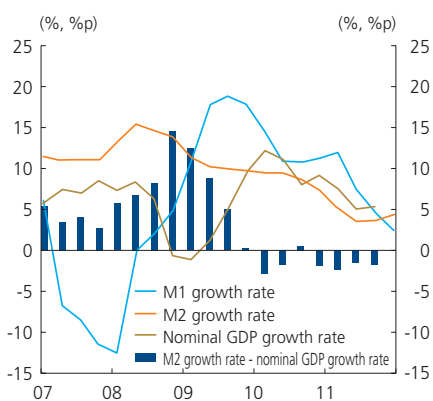 (%, %p) (%, %p)
25 25
20 20
15 15
10 10
5 5
0 0
-5 -5
-10 -10
-15 -15
M1 growth rate
M2 growth rate
Nominal GDP growth rate
M2 growth rate - nominal GDP growth rate
07 08 09 10 11